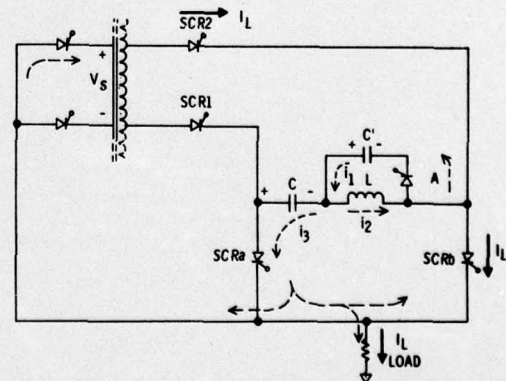 SCR2
I_L
+
V_S
-
SCR1
+ C' -
i_1 L
A
+ C -
i_2
i_3
SCRa
SCRb
I_L
I_L
LOAD